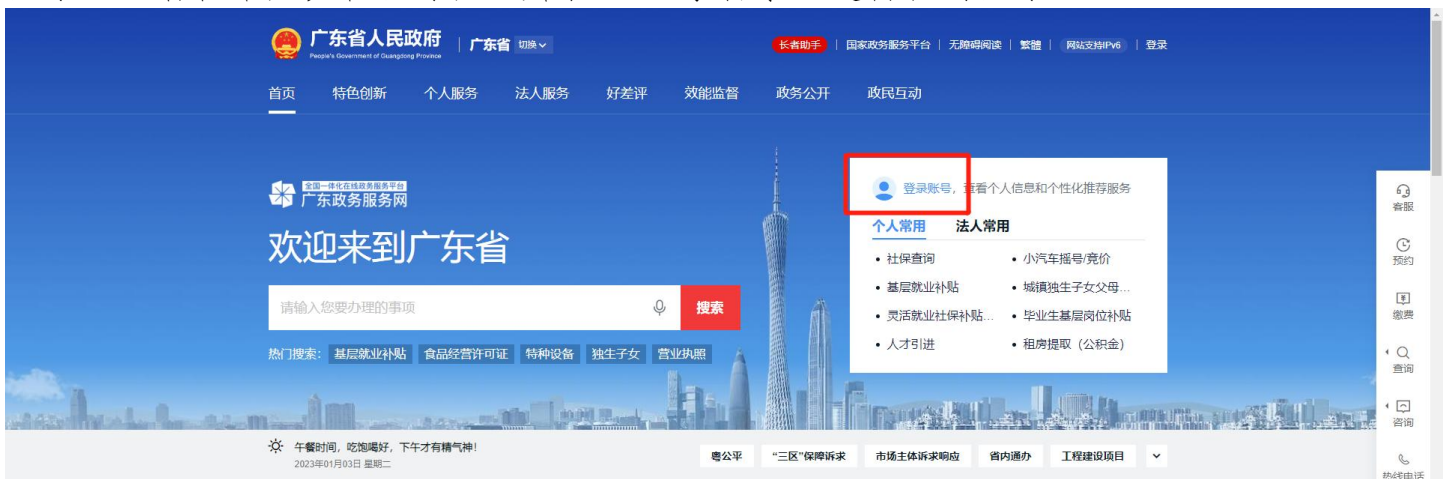 广东省人民政府
People's Government of Guangdong Province
广东省 切换
长者助手 | 国家政务服务平台 | 无障碍阅读 | 繁體 | 网站支持IPv6 | 登录
首页 特色创新 个人服务 法人服务 好差评 效能监督 政务公开 政民互动
全国一体化在线政务服务平台
广东政务服务网
欢迎来到广东省
请输入您要办理的事项 搜索
热门搜索: 基层就业补贴 食品经营许可证 特种设备 独生子女 营业执照
登录账号，查看个人信息和个性化推荐服务
个人常用 法人常用
• 社保查询 • 小汽车摇号/竞价
• 基层就业补贴 • 城镇独生子女父母...
• 灵活就业社保补贴... • 毕业生基层岗位补贴
• 人才引进 • 租房提取（公积金）
客服
预约
缴费
查询
咨询
热线电话
午餐时间，吃饱喝好，下午才有精气神!
2023年01月03日 星期二
粤公平 “三区”保障诉求 市场主体诉求响应 省内通办 工程建设项目